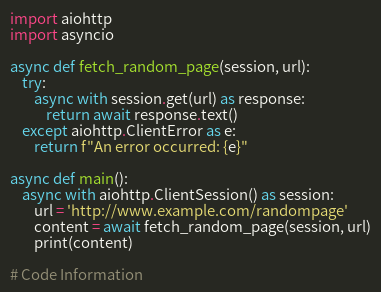 import aiohttp
import asyncio

async def fetch_random_page(session, url):
    try:
        async with session.get(url) as response:
            return await response.text()
    except aiohttp.ClientError as e:
        return f"An error occurred: {e}"

async def main():
    async with aiohttp.ClientSession() as session:
        url = 'http://www.example.com/randompage'
        content = await fetch_random_page(session, url)
        print(content)

# Code Information